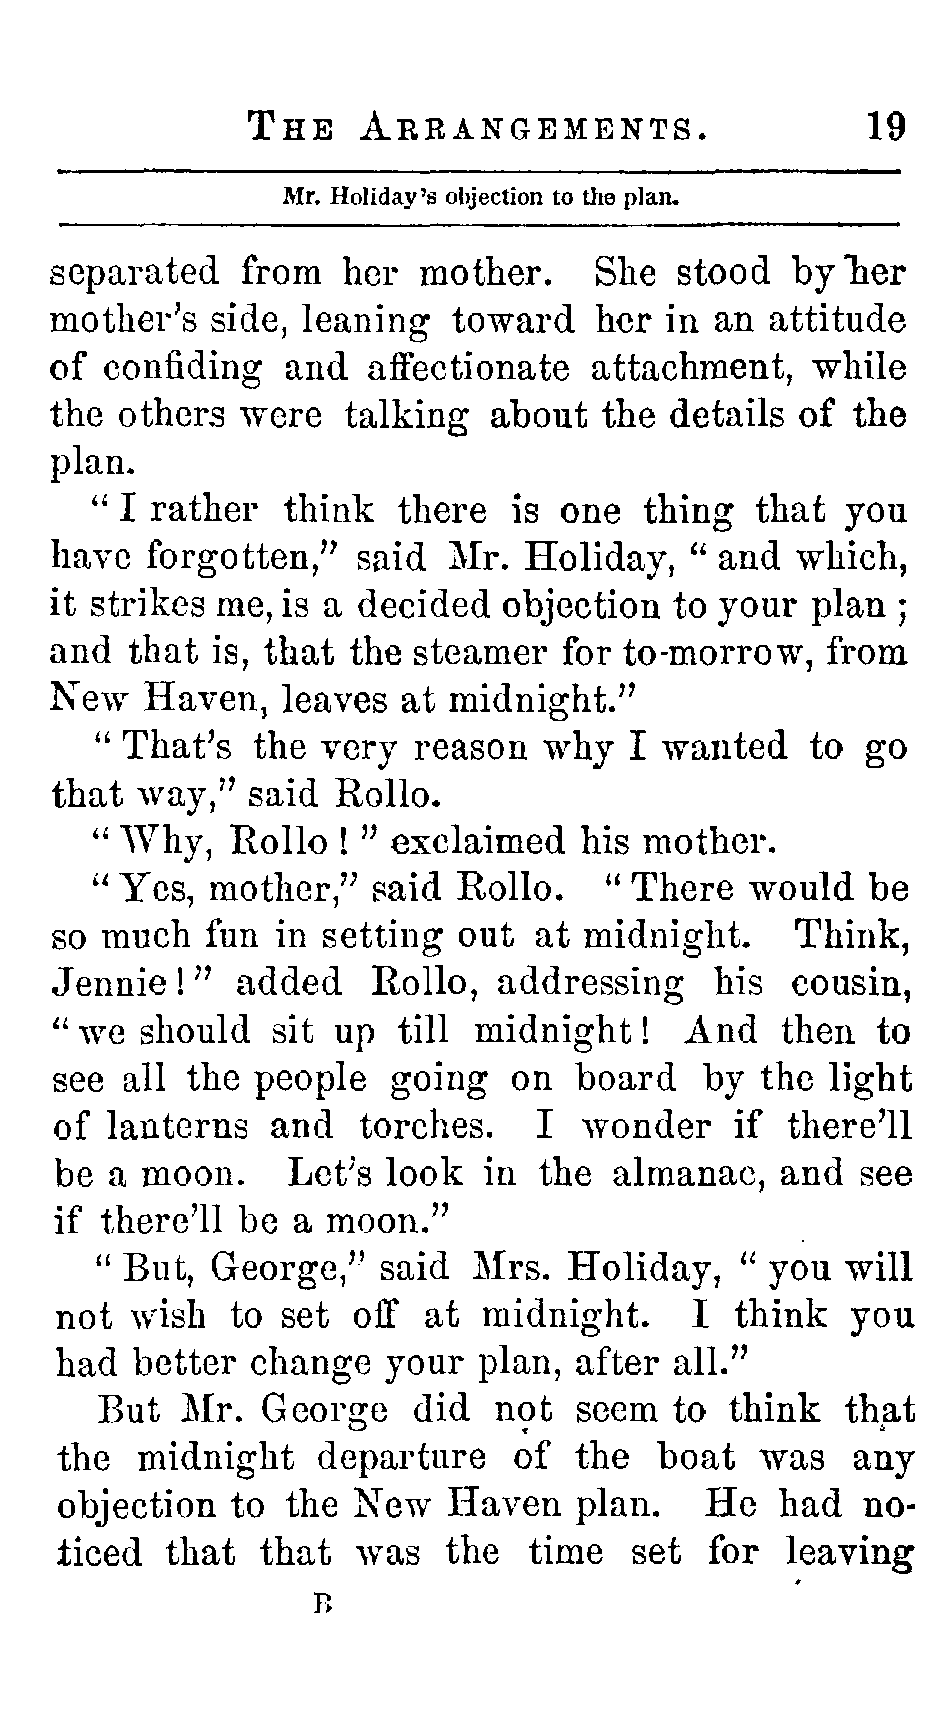 THE ARRANGEMENTS. 19
Mr. Holiday's objection to the plan.
separated from her mother. She stood by her
mother's side, leaning toward her in an attitude
of confiding and affectionate attachment, while
the others were talking about the details of the
plan.
“ I rather think there is one thing that you
have forgotten,” said Mr. Holiday, “ and which,
it strikes me, is a decided objection to your plan ;
and that is, that the steamer for to-morrow, from
New Haven, leaves at midnight.”
“ That's the very reason why I wanted to go
that way,” said Rollo.
“ Why, Rollo ! ” exclaimed his mother.
“ Yes, mother,” said Rollo. “ There would be
so much fun in setting out at midnight. Think,
Jennie ! ” added Rollo, addressing his cousin,
“ we should sit up till midnight ! And then to
see all the people going on board by the light
of lanterns and torches. I wonder if there'll
be a moon. Let's look in the almanac, and see
if there'll be a moon.”
“ But, George,” said Mrs. Holiday, “ you will
not wish to set off at midnight. I think you
had better change your plan, after all.”
But Mr. George did not seem to think that
the midnight departure of the boat was any
objection to the New Haven plan. He had no-
ticed that that was the time set for leaving
B